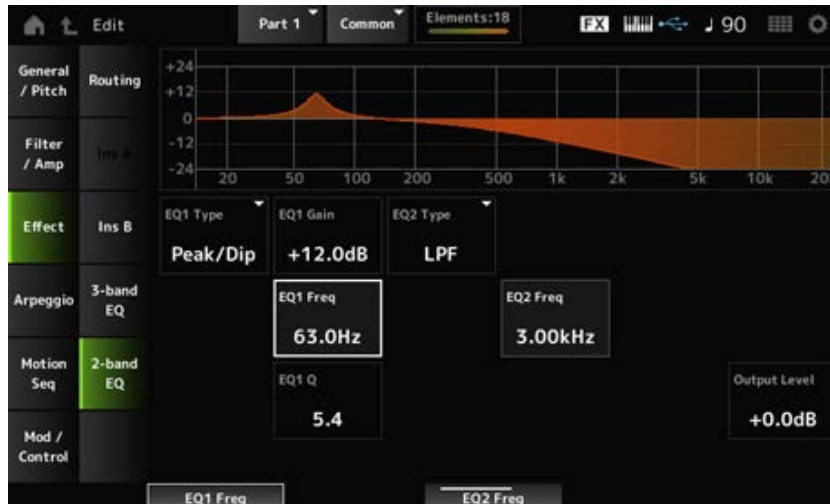 Edit
Part 1
Common
Elements:18
FX
90
General
/ Pitch
Filter
/ Amp
Effect
Arpeggio
Motion
Seq
Mod /
Control
Routing
Ins A
Ins B
3-band
EQ
2-band
EQ
+24
+12
0
-12
-24
20 50 100 200 500 1k 2k 5k 10k 20
EQ1 Type
Peak/Dip
EQ1 Gain
+12.0dB
EQ2 Type
LPF
EQ1 Freq
63.0Hz
EQ2 Freq
3.00kHz
EQ1 Q
5.4
Output Level
+0.0dB
EQ1 Freq
EQ2 Freq